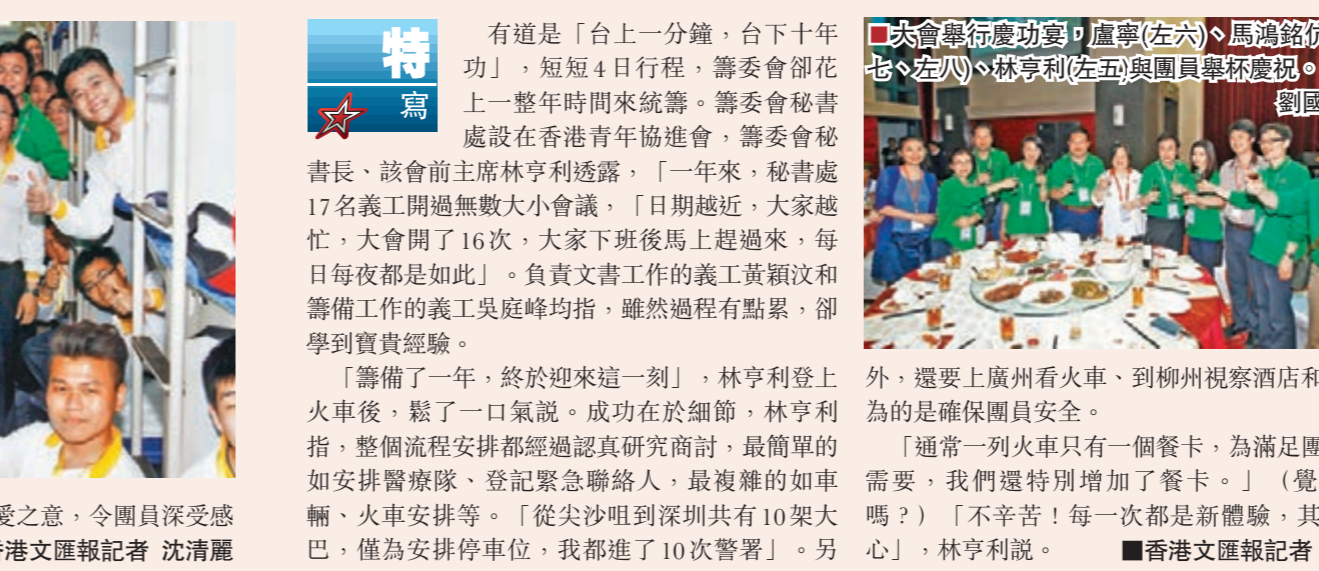 愛之意，令團員深受感
香港文匯報記者 沈清麗
特
寫
有道是「台上一分鐘，台下十年
功」，短短4日行程，籌委會卻花
上一整年時間來統籌。籌委會秘書
處設在香港青年協進會，籌委會秘
書長、該會前主席林亨利透露，「一年來，秘書處
17名義工開過無數大小會議，「日期越近，大家越
忙，大會開了16次，大家下班後馬上趕過來，每
日每夜都是如此」。負責文書工作的義工黃穎汶和
籌備工作的義工吳庭峰均指，雖然過程有點累，卻
學到寶貴經驗。
「籌備了一年，終於迎來這一刻」，林亨利登上
火車後，鬆了一口氣説。成功在於細節，林亨利
指，整個流程安排都經過認真研究商討，最簡單的
如安排醫療隊、登記緊急聯絡人，最複雜的如車
輛、火車安排等。「從尖沙咀到深圳共有10架大
巴，僅為安排停車位，我都進了10次警署」。另
■大會舉行慶功宴，盧寧(左六)、馬鴻銘(
七、左八)、林亨利(左五)與團員舉杯慶祝。
劉國
外，還要上廣州看火車、到柳州視察酒店和
為的是確保團員安全。
「通常一列火車只有一個餐卡，為滿足團
需要，我們還特別增加了餐卡。」（覺
嗎？）「不辛苦！每一次都是新體驗，其
心」，林亨利説。 ■香港文匯報記者